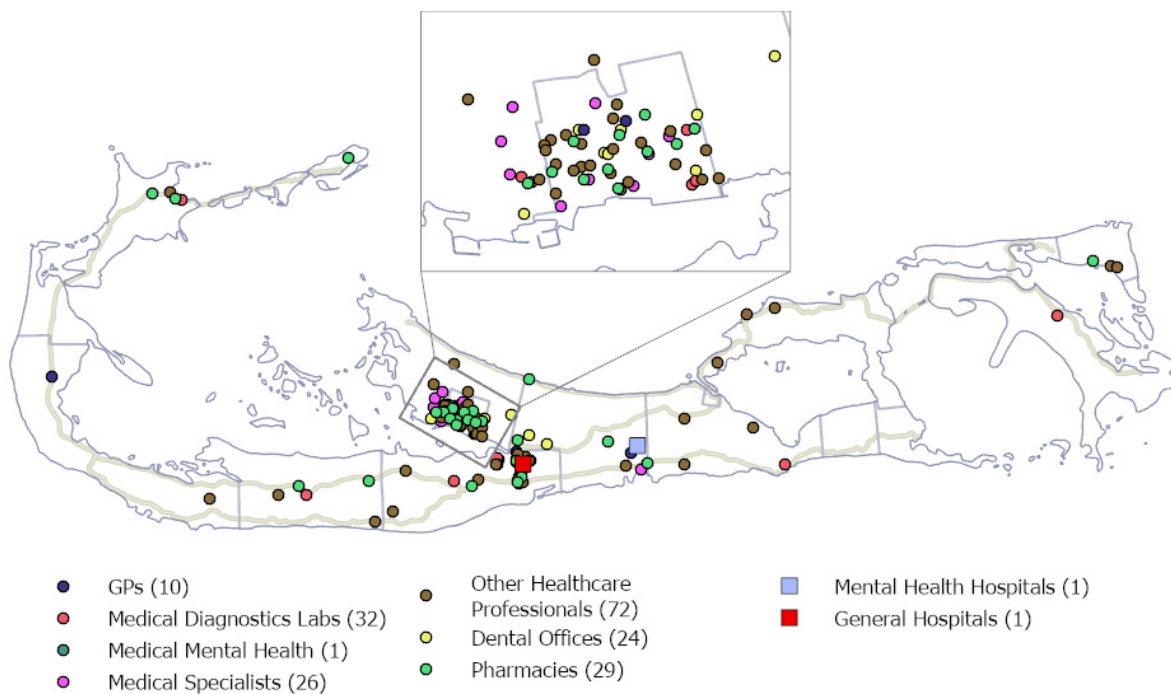 GPs (10)
Medical Diagnostics Labs (32)
Medical Mental Health (1)
Medical Specialists (26)
Other Healthcare
Professionals (72)
Dental Offices (24)
Pharmacies (29)
Mental Health Hospitals (1)
General Hospitals (1)